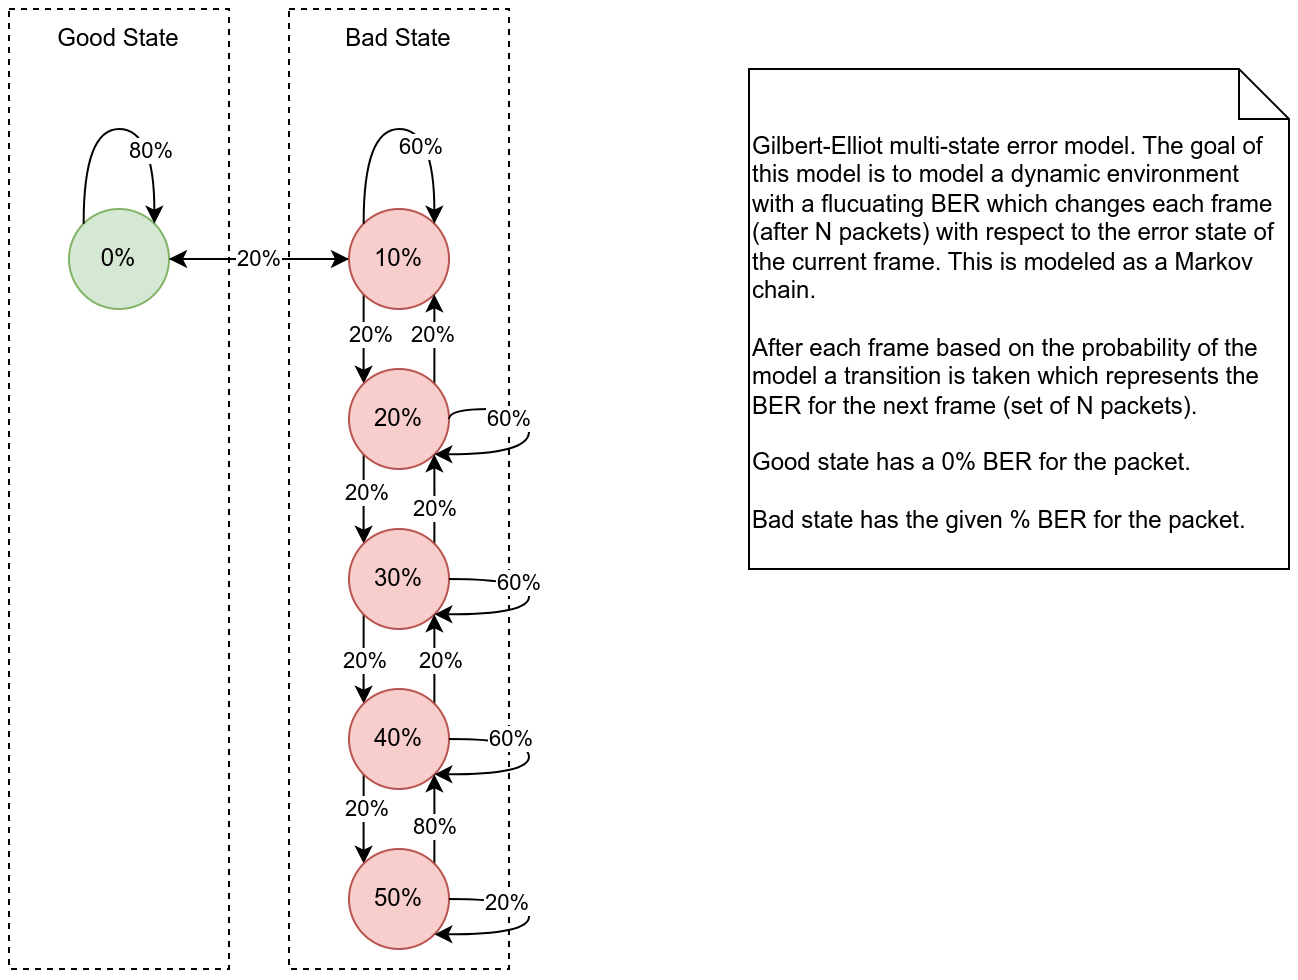 Good State
Bad State
80%
60%
0%
20%
10%
20%
20%
20%
60%
20%
20%
30%
60%
20%
20%
40%
60%
20%
80%
50%
20%
Gilbert-Elliot multi-state error model. The goal of
this model is to model a dynamic environment
with a flucuating BER which changes each frame
(after N packets) with respect to the error state of
the current frame. This is modeled as a Markov
chain.
After each frame based on the probability of the
model a transition is taken which represents the
BER for the next frame (set of N packets).
Good state has a 0% BER for the packet.
Bad state has the given % BER for the packet.